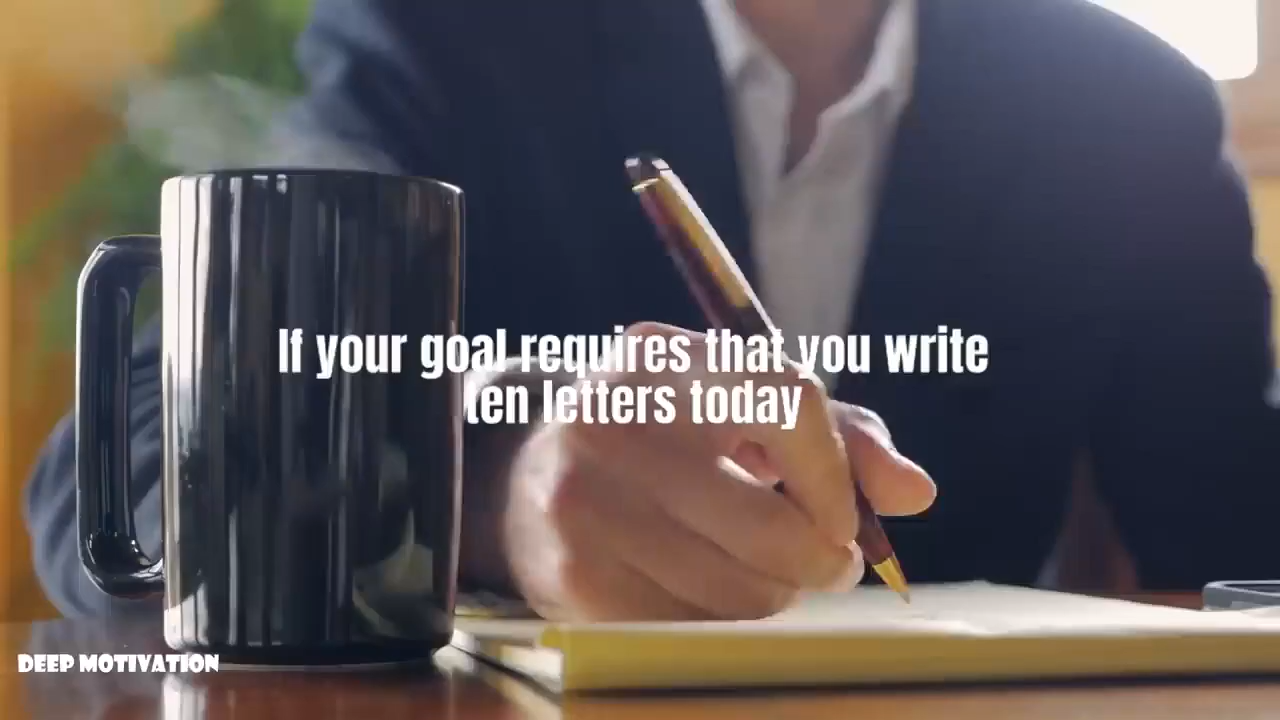 If your goal requires that you write
ten letters today
DEEP MOTIVATION